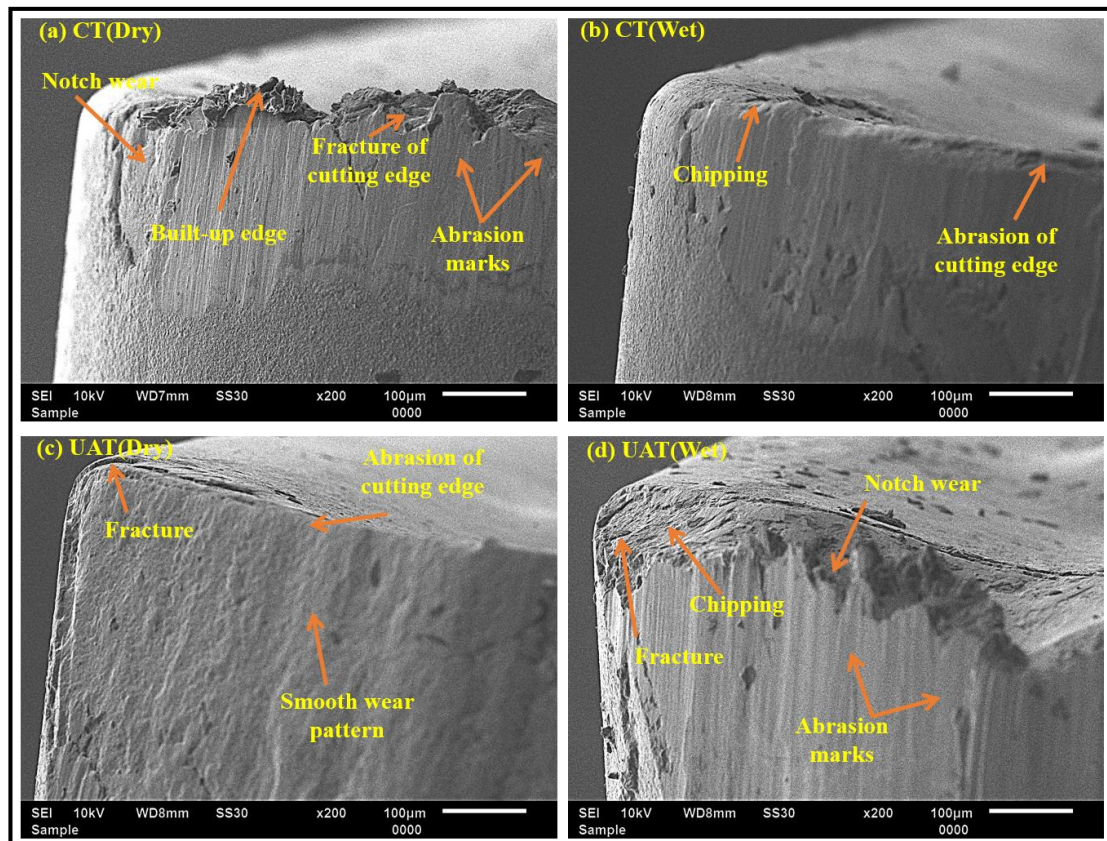 (a) CT(Dry)
Notch wear
Fracture of
cutting edge
Built-up edge
Abrasion
marks
SEI 10kV WD7mm SS30 x200 100μm
Sample 0000
(b) CT(Wet)
Chipping
Abrasion of
cutting edge
SEI 10kV WD8mm SS30 x200 100μm
Sample 0000
(c) UAT(Dry)
Abrasion of
cutting edge
Fracture
Smooth wear
pattern
SEI 10kV WD8mm SS30 x200 100μm
Sample 0000
(d) UAT(Wet)
Notch wear
Chipping
Fracture
Abrasion
marks
SEI 10kV WD8mm SS30 x200 100μm
Sample 0000